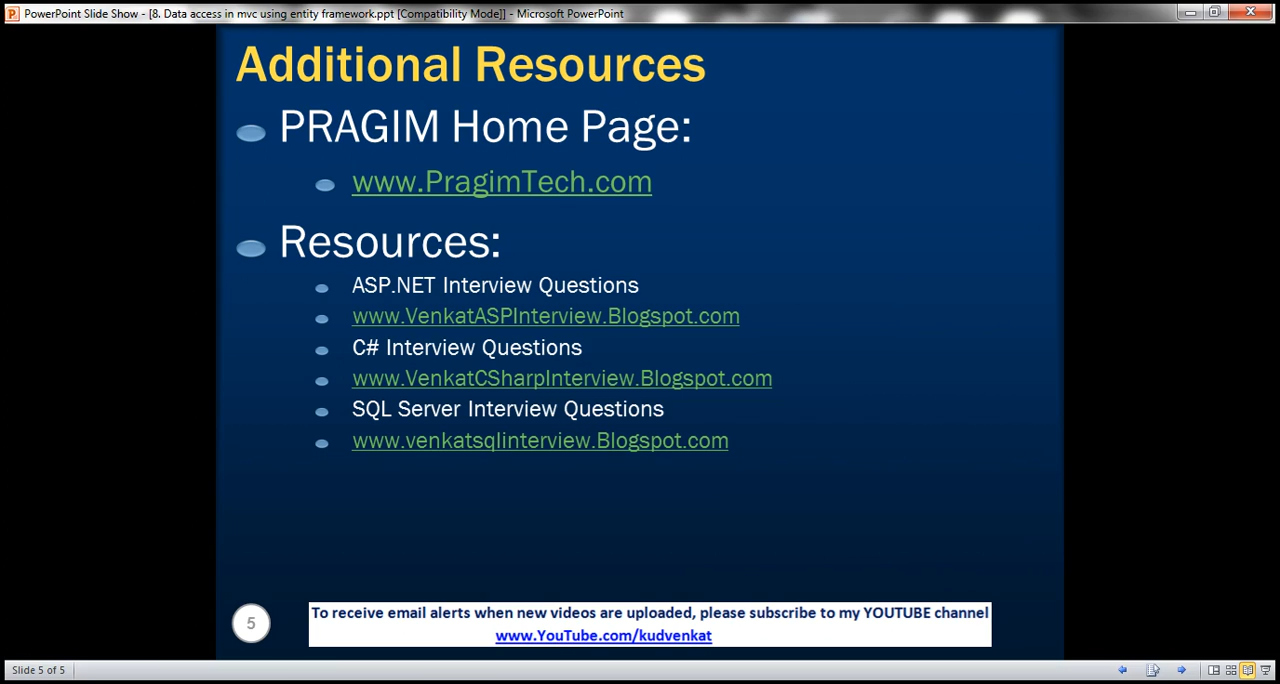 PowerPoint Slide Show - [8. Data access in mvc using entity framework.ppt [Compatibility Mode]] - Microsoft PowerPoint
Additional Resources
PRAGIM Home Page:
www.PragimTech.com
Resources:
ASP.NET Interview Questions
www.VenkatASPInterview.Blogspot.com
C# Interview Questions
www.VenkatCSharpInterview.Blogspot.com
SQL Server Interview Questions
www.venkatsqlinterview.Blogspot.com
5
To receive email alerts when new videos are uploaded, please subscribe to my YOUTUBE channel
www.YouTube.com/kudvenkat
Slide 5 of 5